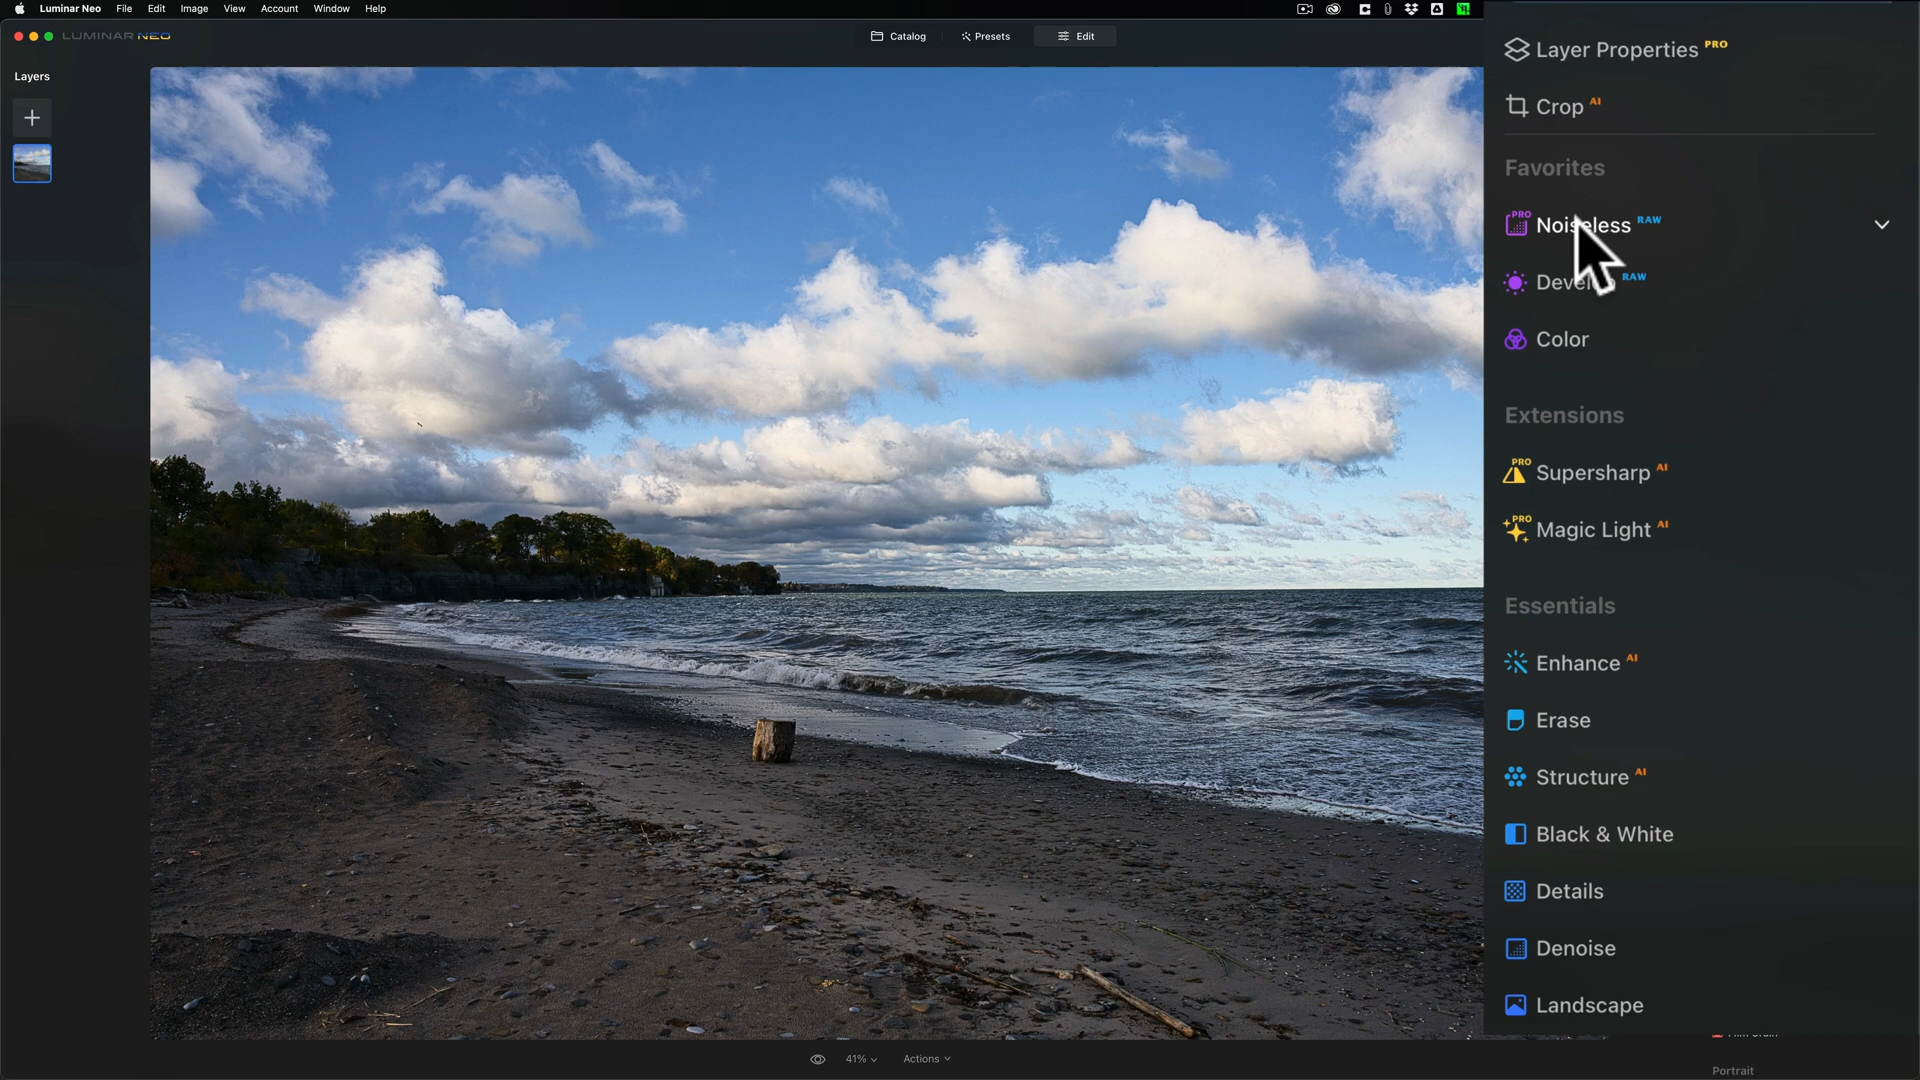 Luminar Neo File Edit Image View Account Window Help
LUMINAR NEO
Catalog Presets Edit
Layers
Layer Properties PRO
Crop AI
Favorites
PRO Noiseless RAW
Develop RAW
Color
Extensions
PRO Supersharp AI
PRO Magic Light AI
Essentials
Enhance AI
Erase
Structure AI
Black & White
Details
Denoise
Landscape
41% Actions
Portrait